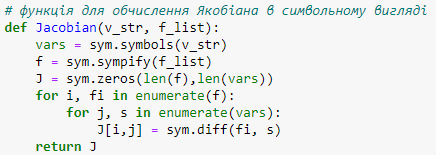 # функція для обчислення Якобіана в символьному вигляді
def Jacobian(v_str, f_list):
    vars = sym.symbols(v_str)
    f = sym.sympify(f_list)
    J = sym.zeros(len(f),len(vars))
    for i, fi in enumerate(f):
        for j, s in enumerate(vars):
            J[i,j] = sym.diff(fi, s)
    return J